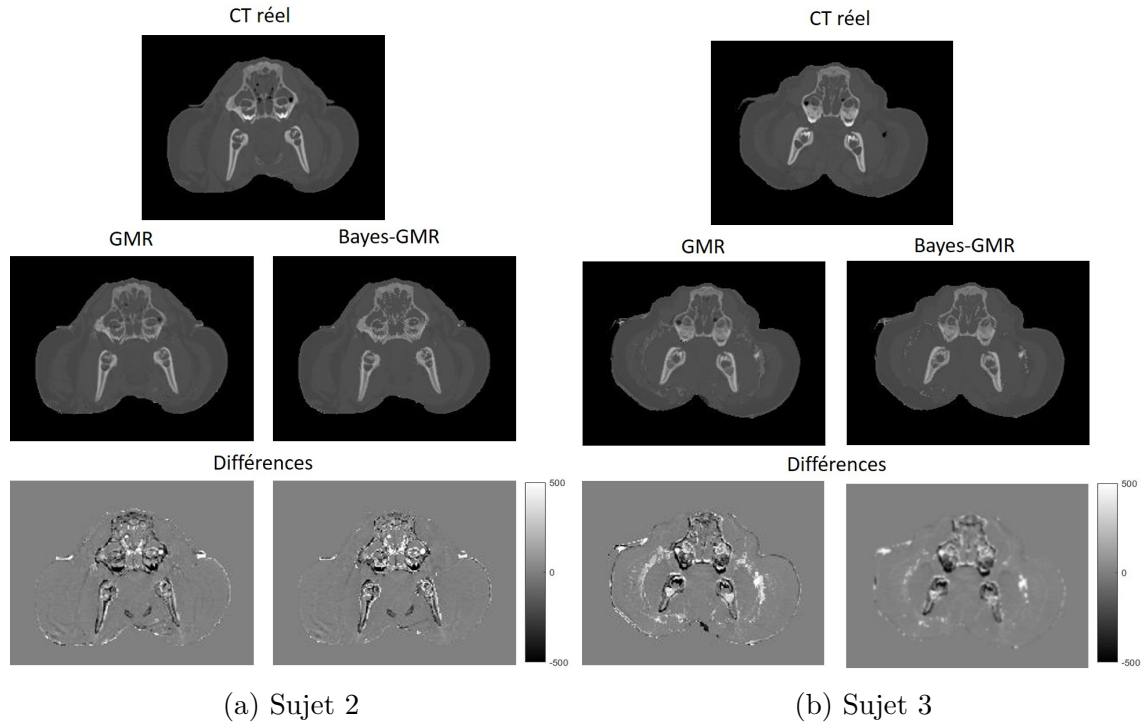 CT réel
GMR
Bayes-GMR
Différences
500
0
-500
(a) Sujet 2
CT réel
GMR
Bayes-GMR
Différences
500
0
-500
(b) Sujet 3